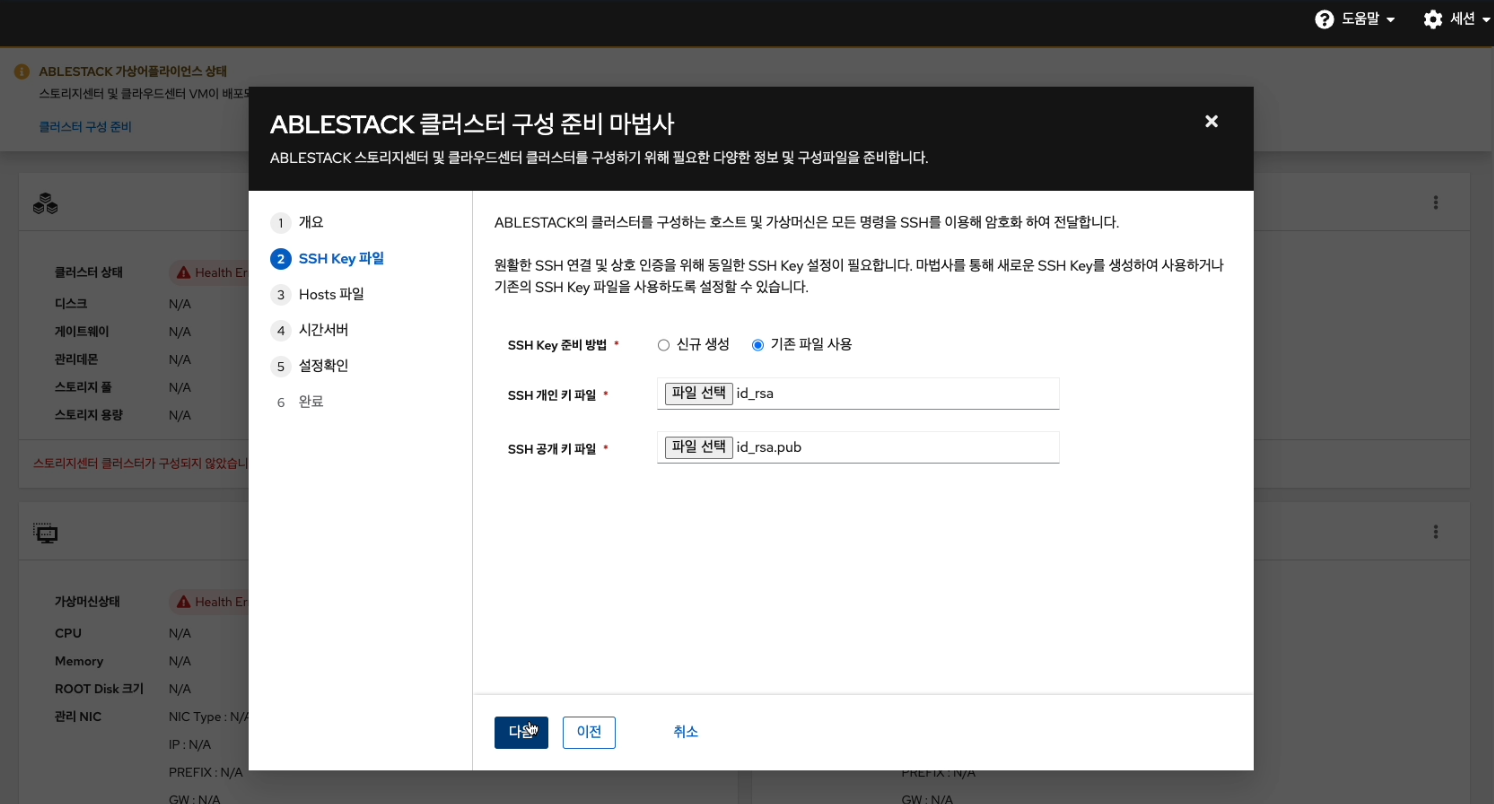 도움말
세션
ABLESTACK 가상어플라이언스 상태
스토리지센터 및 클라우드센터 VM이
클러스터 구성 준비
ABLESTACK 클러스터 구성 준비 마법사
ABLESTACK 스토리지센터 및 클라우드센터 클러스터를 구성하기 위해 필요한 다양한 정보 및 구성파일을 준비합니다.
1 개요
2 SSH Key 파일
3 Hosts 파일
4 시간서버
5 설정확인
6 완료
ABLESTACK의 클러스터를 구성하는 호스트 및 가상머신은 모든 명령을 SSH를 이용해 암호화 하여 전달합니다.
원활한 SSH 연결 및 상호 인증을 위해 동일한 SSH Key 설정이 필요합니다. 마법사를 통해 새로운 SSH Key를 생성하여 사용하거나
기존의 SSH Key 파일을 사용하도록 설정할 수 있습니다.
SSH Key 준비 방법 * 신규 생성 기존 파일 사용
SSH 개인 키 파일 * 파일 선택 id_rsa
SSH 공개 키 파일 * 파일 선택 id_rsa.pub
다음 이전 취소
클러스터 상태 Health Er
디스크 N/A
게이트웨이 N/A
관리데몬 N/A
스토리지 풀 N/A
스토리지 용량 N/A
스토리지센터 클러스터가 구성되지 않았습니
가상머신상태 Health Er
CPU N/A
Memory N/A
ROOT Disk 크기 N/A
관리 NIC NIC Type : N/A
IP : N/A
PREFIX : N/A
GW : N/A
PREFIX : N/A
GW : N/A